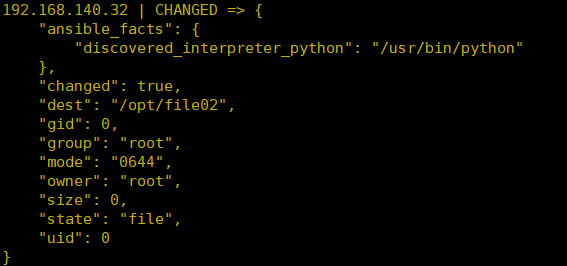 192.168.140.32 | CHANGED => {
    "ansible_facts": {
        "discovered_interpreter_python": "/usr/bin/python"
    },
    "changed": true,
    "dest": "/opt/file02",
    "gid": 0,
    "group": "root",
    "mode": "0644",
    "owner": "root",
    "size": 0,
    "state": "file",
    "uid": 0
}